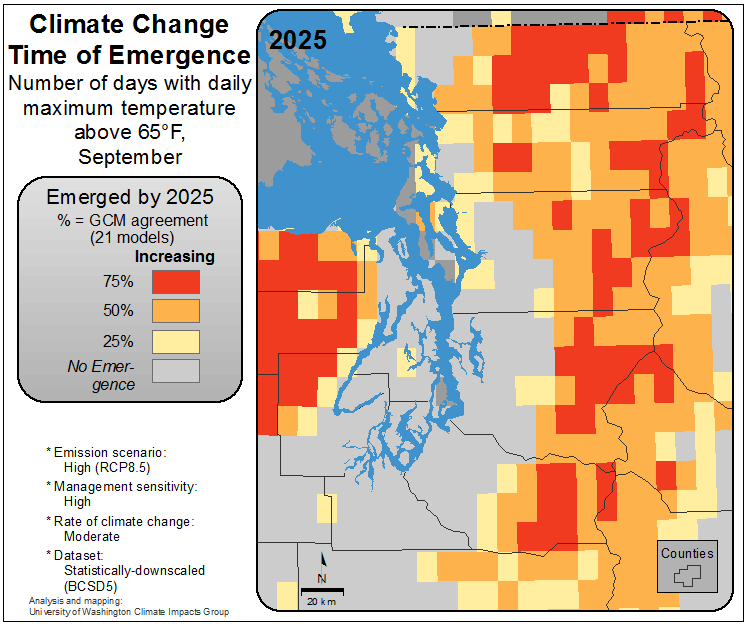 Climate Change
Time of Emergence
Number of days with daily
maximum temperature
above 65°F,
September
2025
Emerged by 2025
% = GCM agreement
(21 models)
Increasing
75%
50%
25%
No Emer-
gence
* Emission scenario:
High (RCP8.5)
* Management sensitivity:
High
* Rate of climate change:
Moderate
* Dataset:
Statistically-downscaled
(BCSD5)
Analysis and mapping:
University of Washington Climate Impacts Group
N
20 km
Counties